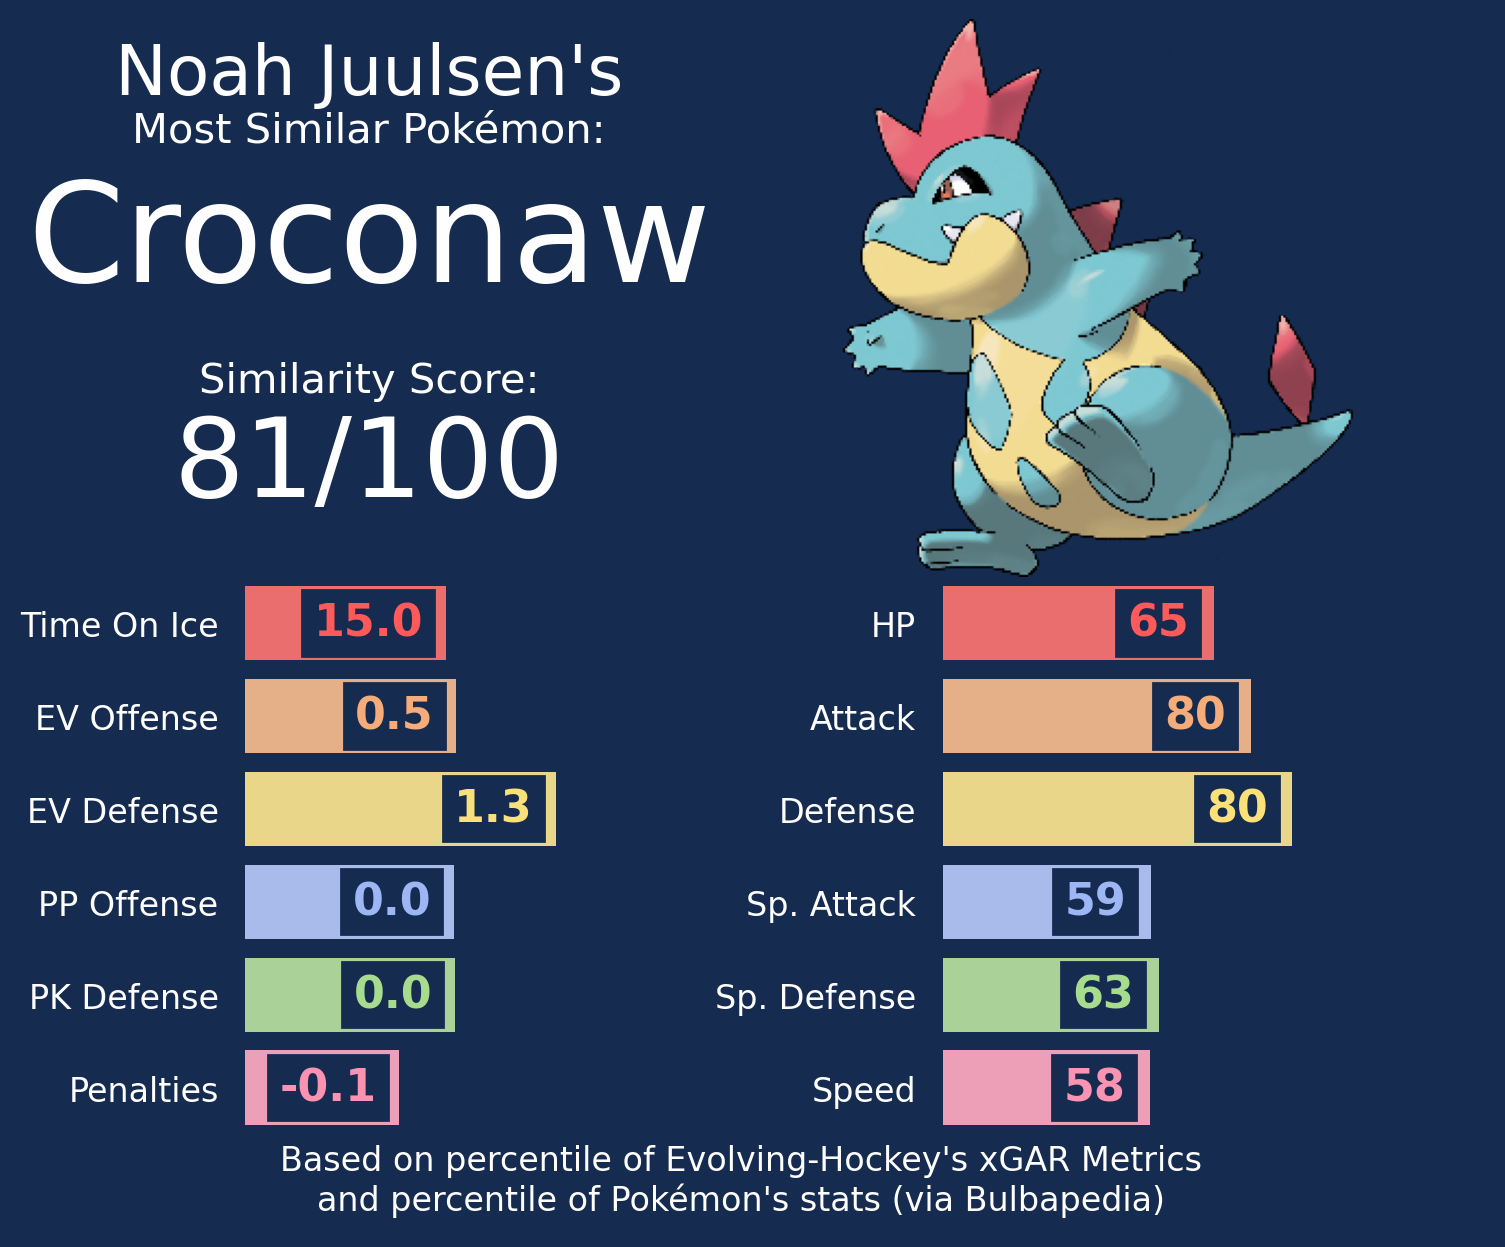 Noah Juulsen's
Most Similar Pokémon:
Croconaw
Similarity Score:
81/100
Time On Ice 15.0
EV Offense 0.5
EV Defense 1.3
PP Offense 0.0
PK Defense 0.0
Penalties -0.1
HP 65
Attack 80
Defense 80
Sp. Attack 59
Sp. Defense 63
Speed 58
Based on percentile of Evolving-Hockey's xGAR Metrics
and percentile of Pokémon's stats (via Bulbapedia)